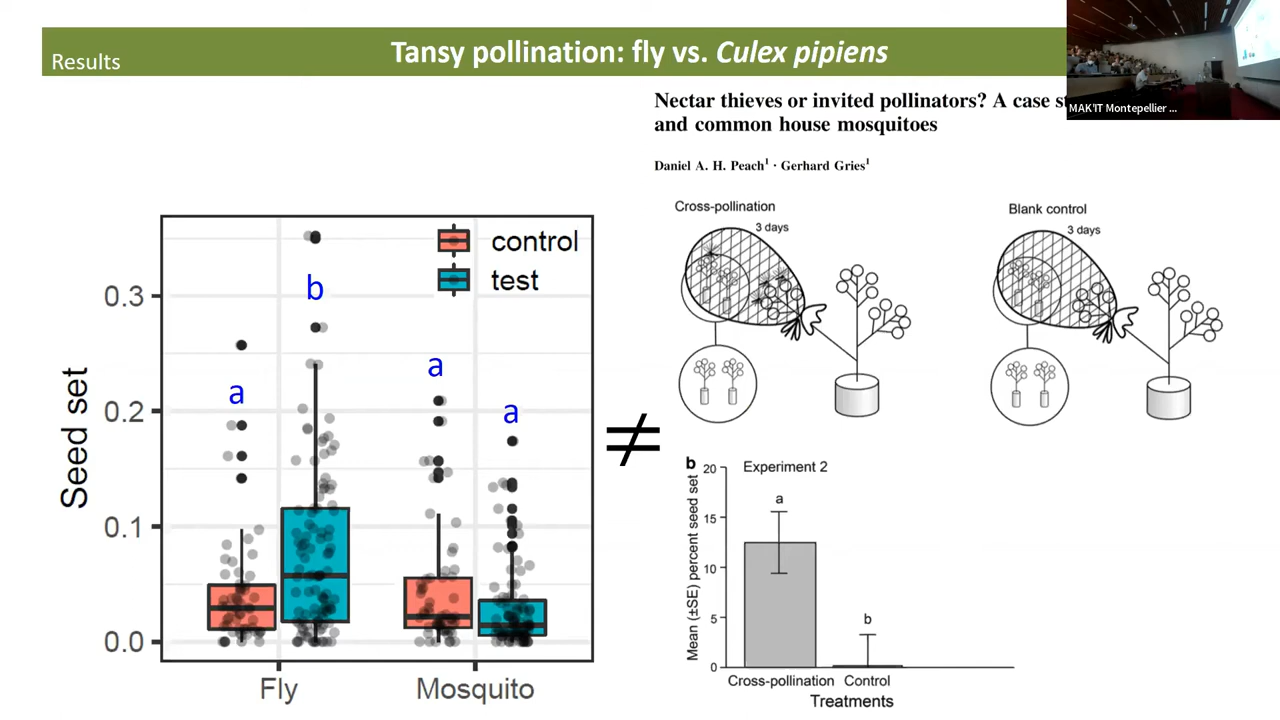 Results
Tansy pollination: fly vs. Culex pipiens
MAK'IT Montepellier ...
Nectar thieves or invited pollinators? A case
and common house mosquitoes
Daniel A. H. Peach1 · Gerhard Gries1
Cross-pollination
3 days
Blank control
3 days
control
test
b
a
a
a
0.3
0.2
0.1
0.0
Seed set
Fly
Mosquito
≠
b
Experiment 2
20
15
10
5
0
a
b
Mean (±SE) percent seed set
Cross-pollination
Control
Treatments